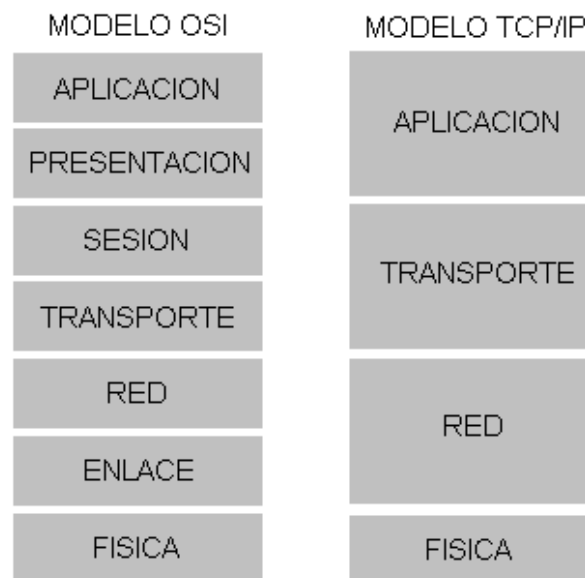 MODELO OSI
APLICACION
PRESENTACION
SESION
TRANSPORTE
RED
ENLACE
FISICA
MODELO TCP/IP
APLICACION
TRANSPORTE
RED
FISICA